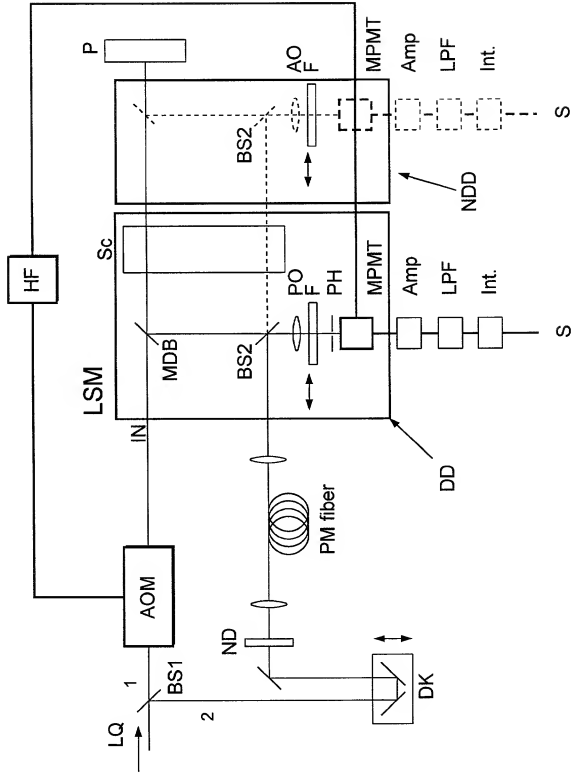 HF
P
Sc
LSM
MDB
IN
AOM
1
BS1
LQ
2
BS2
BS2
PO
F
PH
AO
F
MPMT
Amp
LPF
Int.
S
MPMT
Amp
LPF
Int.
S
NDD
DD
PM fiber
ND
DK